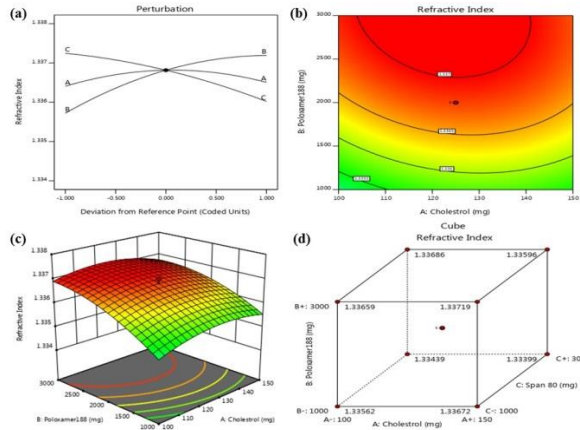 (a)
Perturbation
Refractive Index
1.338
1.337
1.336
1.335
1.334
C
A
B
B
A
C
-1.000
-0.500
0.000
0.500
1.000
Deviation from Reference Point (Coded Units)
(b)
Refractive Index
B: Poloxamer188 (mg)
3000
2500
2000
1500
1000
1.337
1.336
100
110
120
130
140
150
A: Cholestrol (mg)
(c)
Refractive Index
1.338
1.337
1.336
1.335
1.334
3000
2500
2000
1500
1000
B: Poloxamer188 (mg)
100
110
120
130
140
150
A: Cholestrol (mg)
(d)
Cube
Refractive Index
1.33686
1.33596
B+: 3000
1.33659
1.33719
B: Poloxamer188 (mg)
1.33439
1.33399
C+: 30
C: Span 80 (mg)
B-: 1000
1.33562
1.33672
C-: 1000
A-: 100
A+: 150
A: Cholestrol (mg)